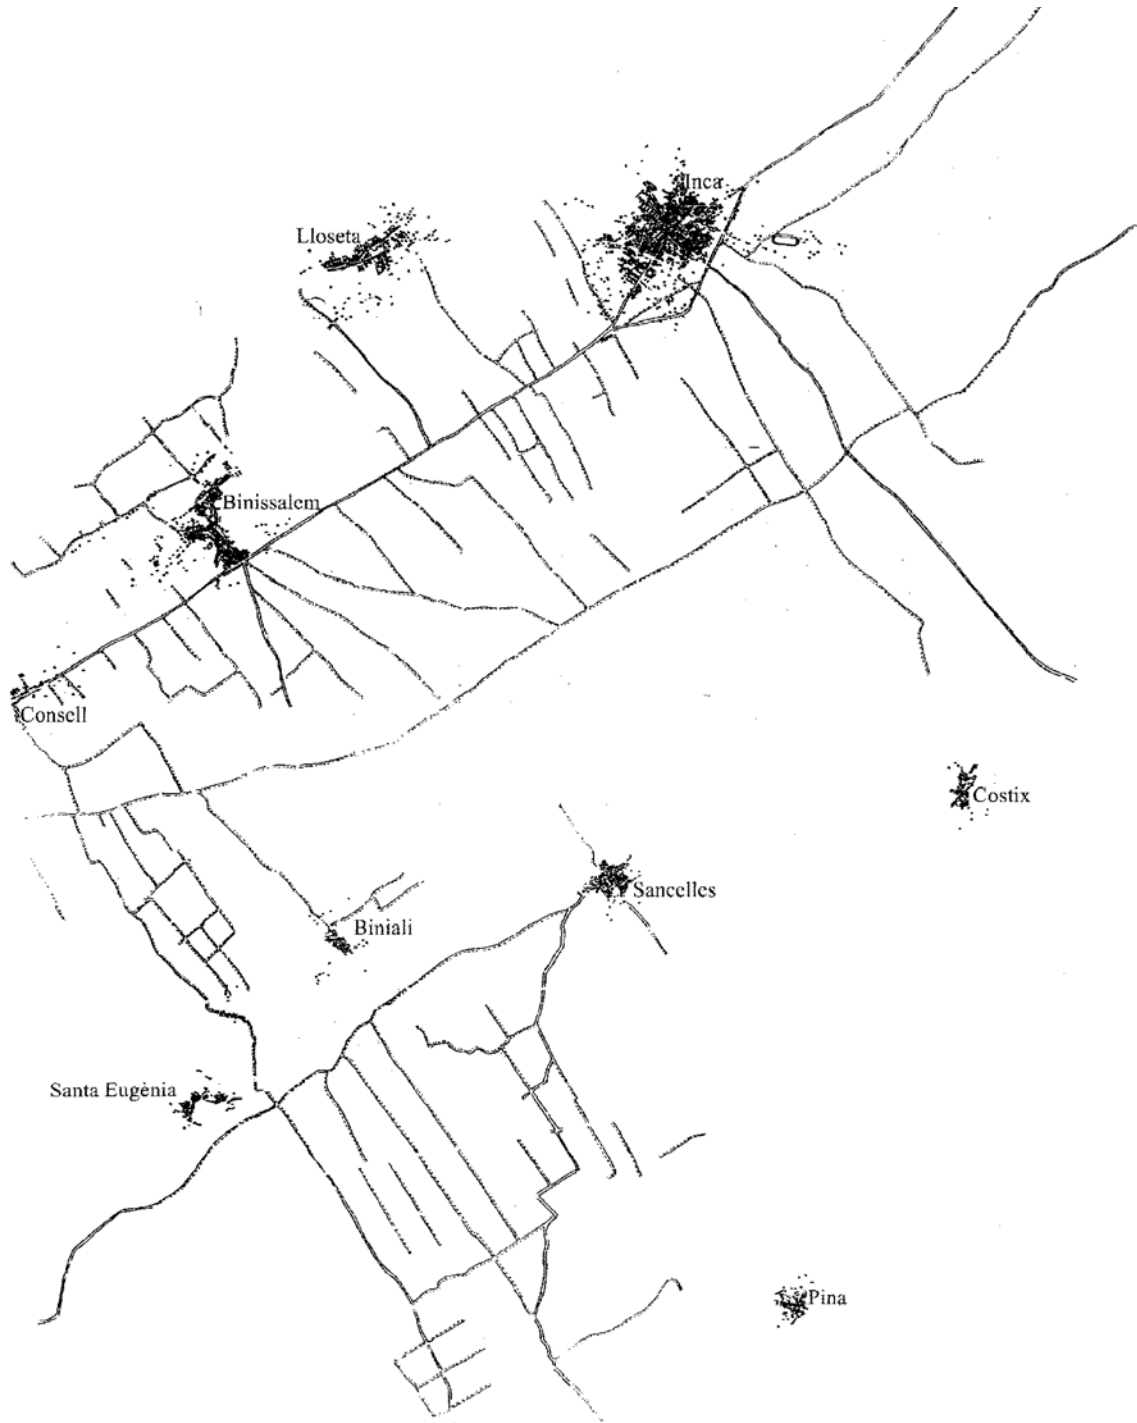 Inca
Lloseta
Binissalem
Consell
Costix
Sancelles
Biniali
Santa Eugènia
Pina